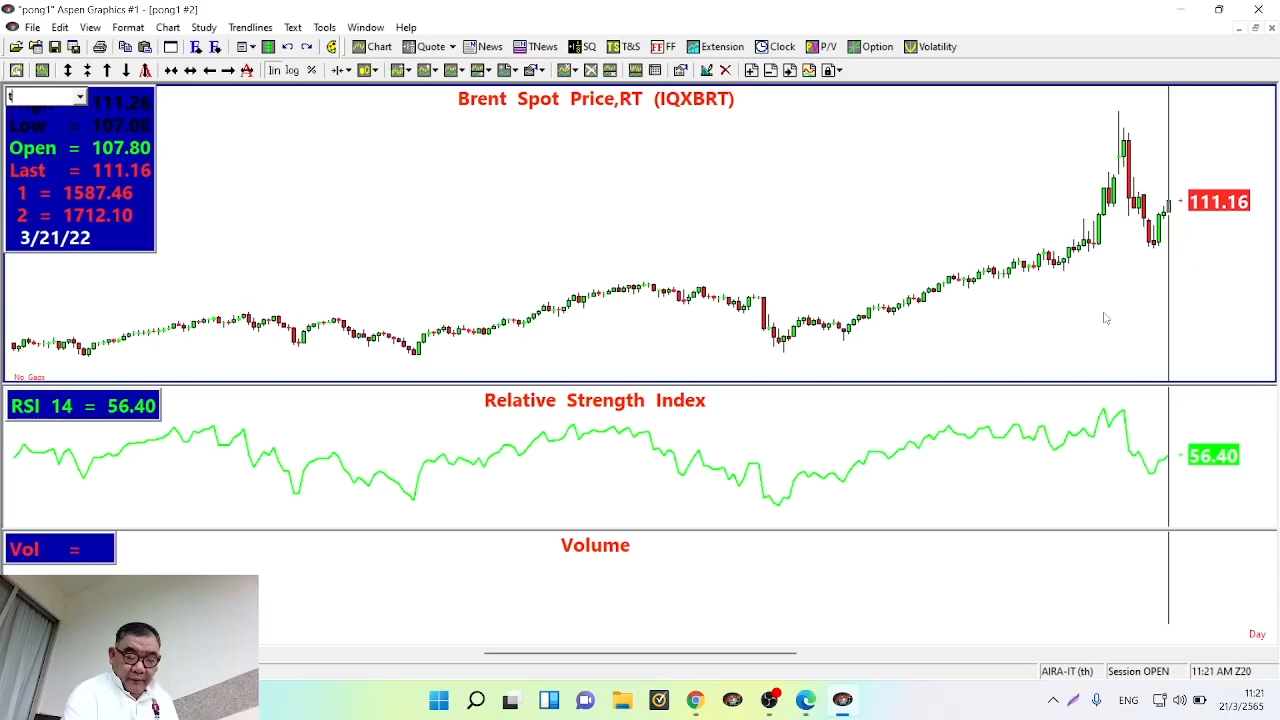 "pong1" Aspen Graphics #1 - [pong1 #2]
File Edit View Format Chart Study Trendlines Text Tools Window Help
Chart Quote News TNews SQ TS T&S FF FF Extension Clock P/V Option Volatility
lin log %
t
111.26
Low = 107.08
Open = 107.80
Last = 111.16
1 = 1587.46
2 = 1712.10
3/21/22
Brent Spot Price,RT (IQXBRT)
111.16
No Gaps
RSI 14 = 56.40
Relative Strength Index
56.40
Vol =
Volume
Day
AIRA-IT (th) Session OPEN 11:21 AM Z20
ENG 11:21
21/3/2565